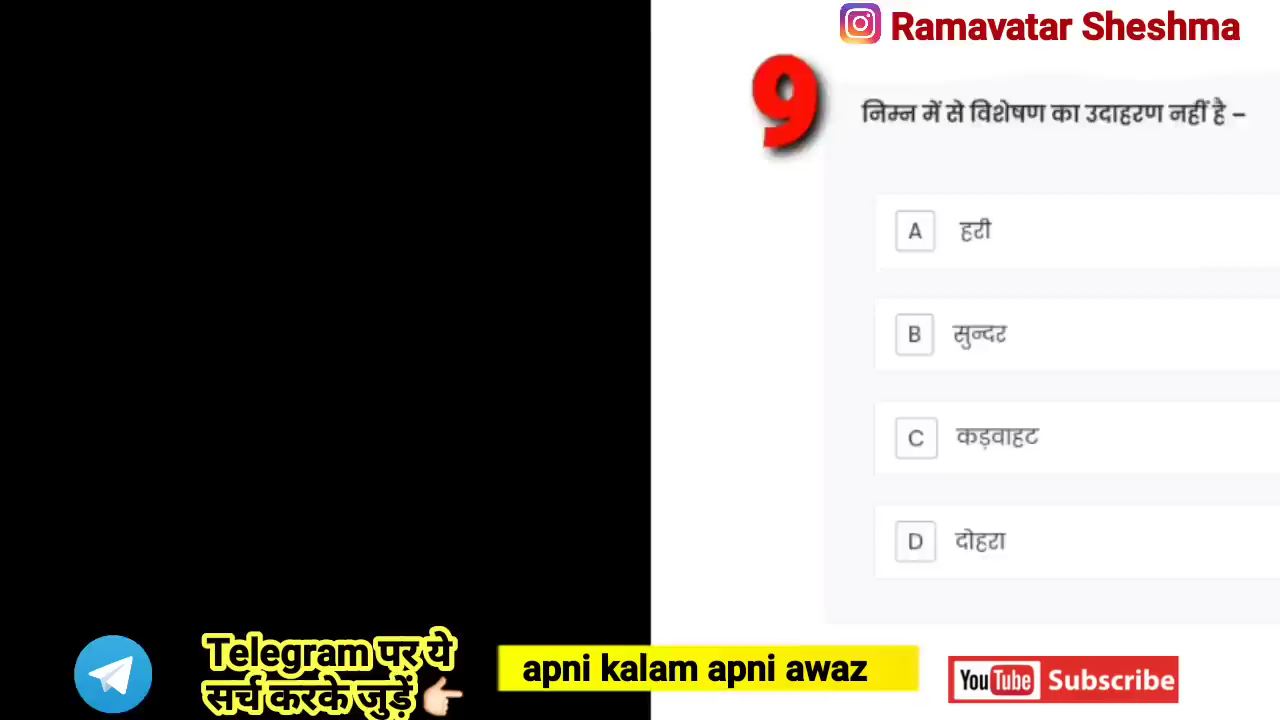 Ramavatar Sheshma
9
निम्न में से विशेषण का उदाहरण नहीं है –
A हरी
B सुन्दर
C कड़वाहट
D दोहरा
Telegram पर ये
सर्च करके जुड़ें
apni kalam apni awaz
YouTube Subscribe